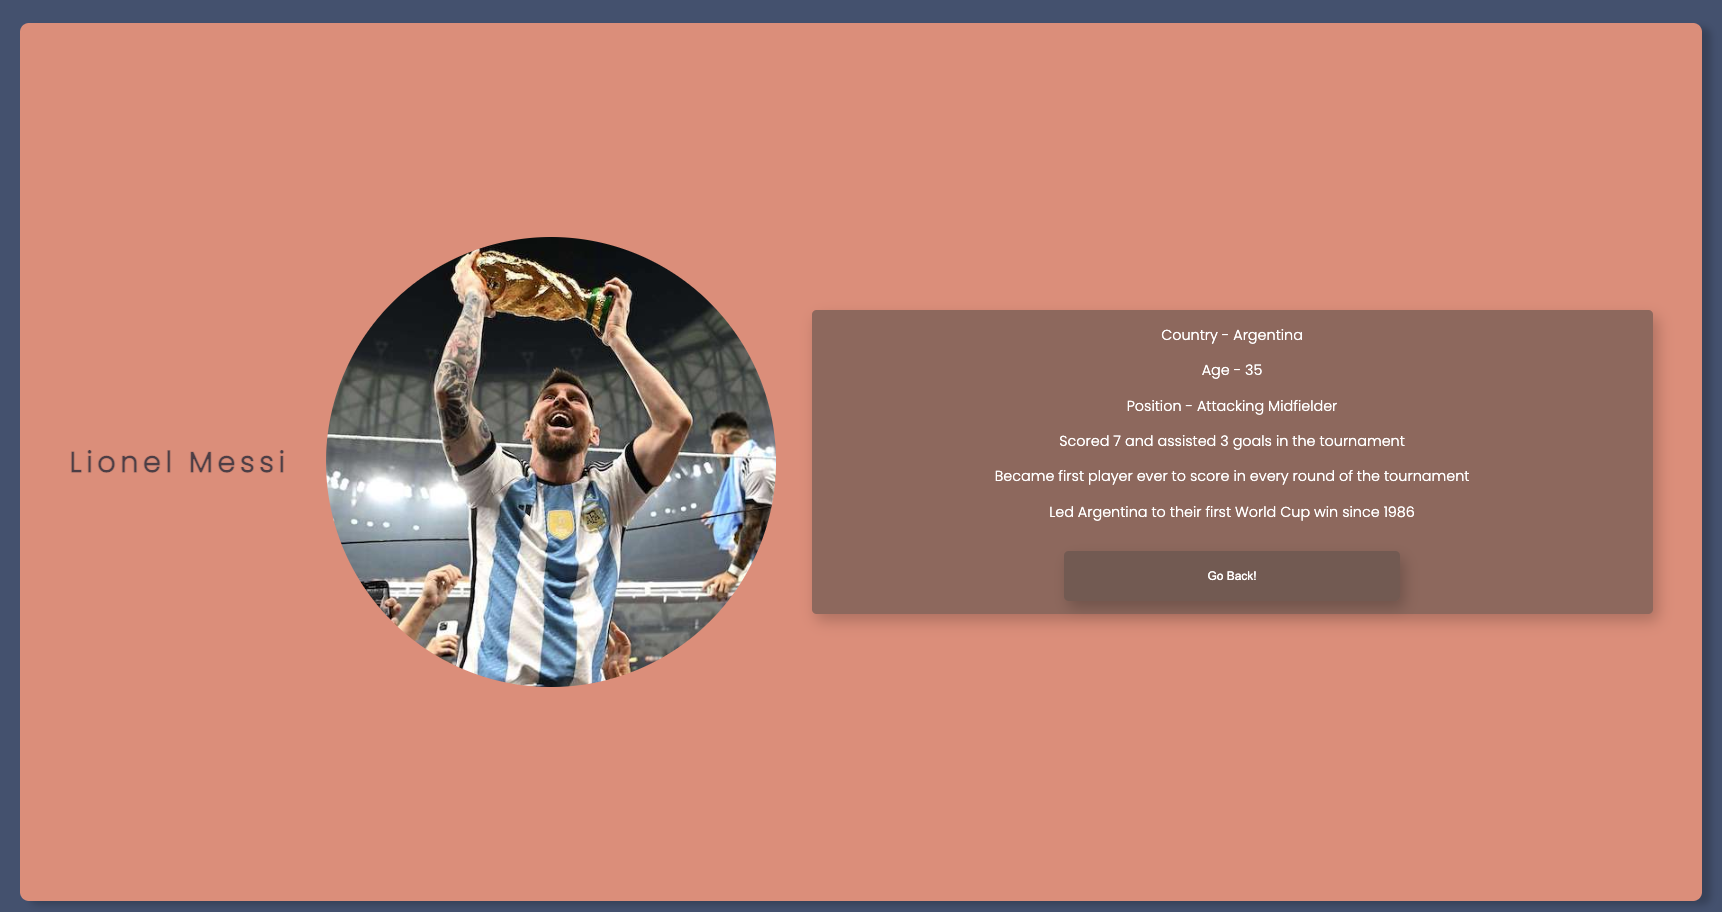 Lionel Messi
Country - Argentina
Age - 35
Position - Attacking Midfielder
Scored 7 and assisted 3 goals in the tournament
Became first player ever to score in every round of the tournament
Led Argentina to their first World Cup win since 1986
Go Back!